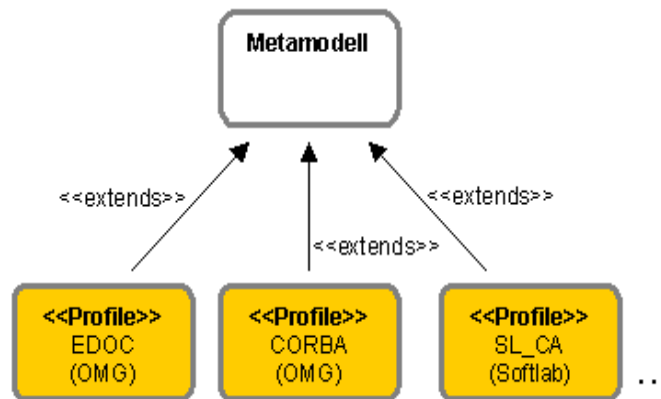 Metamodell
<<extends>>
<<extends>>
<<extends>>
<<Profile>>
EDOC
(OMG)
<<Profile>>
CORBA
(OMG)
<<Profile>>
SL_CA
(Softlab)
..